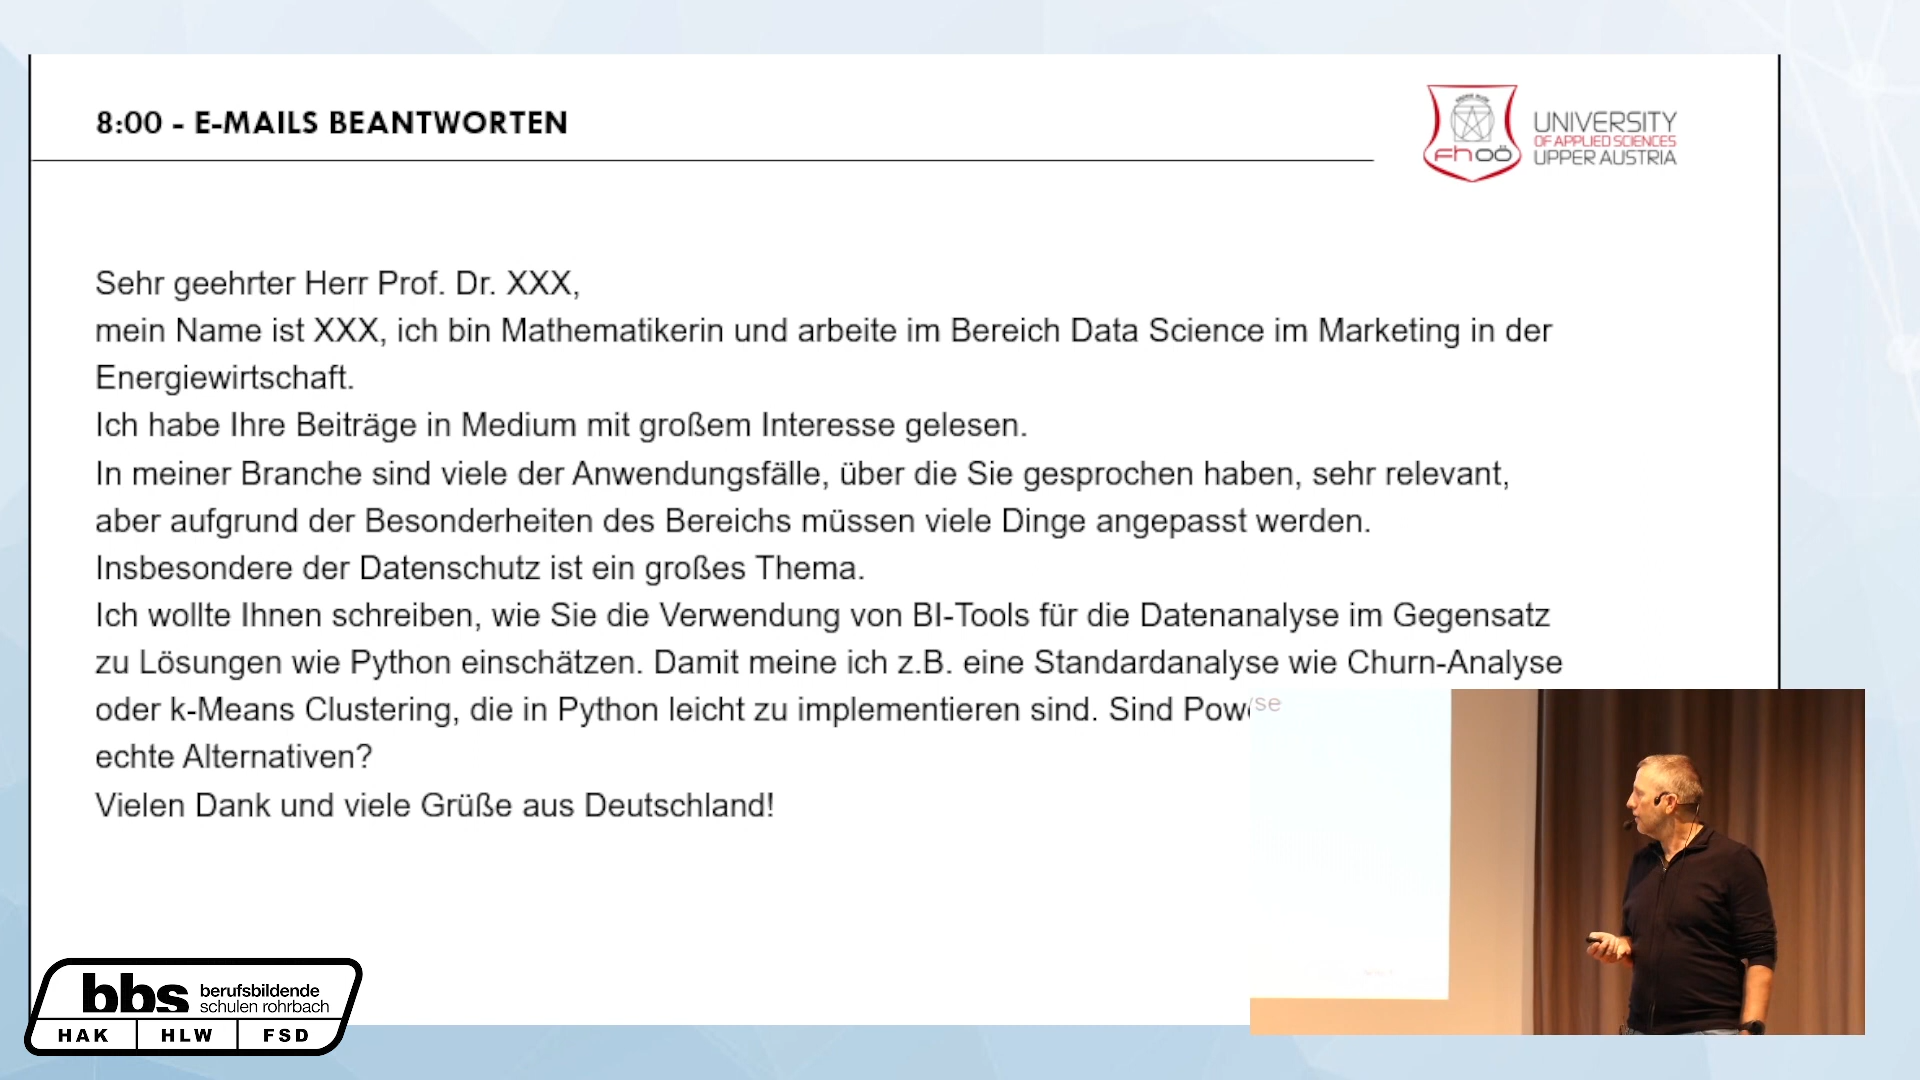 8:00 - E-MAILS BEANTWORTEN
fh oö
UNIVERSITY
OF APPLIED SCIENCES
UPPER AUSTRIA
Sehr geehrter Herr Prof. Dr. XXX,
mein Name ist XXX, ich bin Mathematikerin und arbeite im Bereich Data Science im Marketing in der
Energiewirtschaft.
Ich habe Ihre Beiträge in Medium mit großem Interesse gelesen.
In meiner Branche sind viele der Anwendungsfälle, über die Sie gesprochen haben, sehr relevant,
aber aufgrund der Besonderheiten des Bereichs müssen viele Dinge angepasst werden.
Insbesondere der Datenschutz ist ein großes Thema.
Ich wollte Ihnen schreiben, wie Sie die Verwendung von BI-Tools für die Datenanalyse im Gegensatz
zu Lösungen wie Python einschätzen. Damit meine ich z.B. eine Standardanalyse wie Churn-Analyse
oder k-Means Clustering, die in Python leicht zu implementieren sind. Sind
echte Alternativen?
Vielen Dank und viele Grüße aus Deutschland!
bbs berufsbildende
schulen rohrbach
HAK HLW FSD